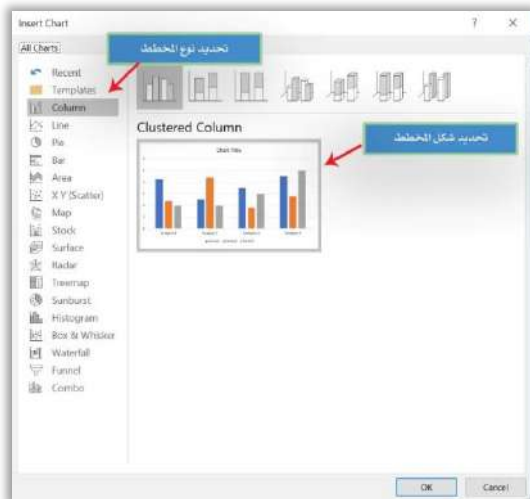 Insert Chart
All Charts
تحديد نوع المخطط
Recent
Templates
Column
Line
Pie
Bar
Area
X Y (Scatter)
Map
Stock
Surface
Radar
Treemap
Sunburst
Histogram
Box & Whisker
Waterfall
Funnel
Combo
Clustered Column
تحديد شكل المخطط
Chart Title
OK
Cancel